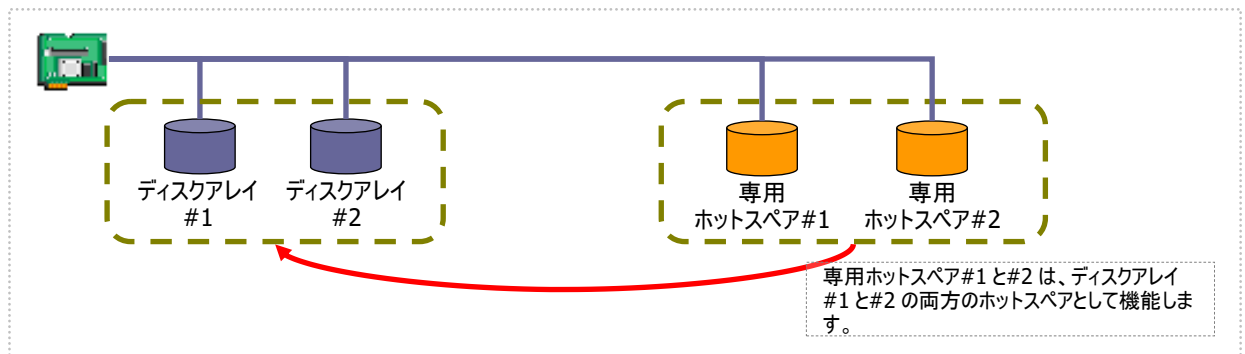 ディスクアレイ
#1
ディスクアレイ
#2
専用
ホットスペア#1
専用
ホットスペア#2
専用ホットスペア#1 と#2 は、ディスクアレイ
#1 と#2 の両方のホットスペアとして機能しま
す。